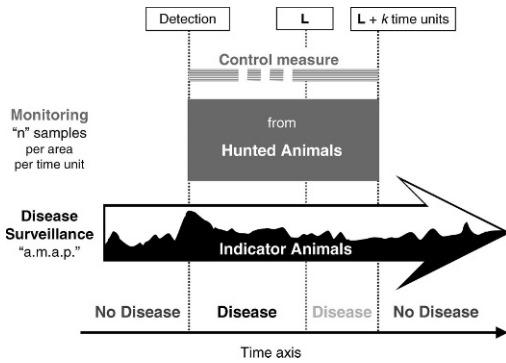 Detection
L
L + k time units
Control measure
Monitoring
“n” samples
per area
per time unit
from
Hunted Animals
Disease
Surveillance
“a.m.a.p.”
Indicator Animals
No Disease
Disease
Disease
No Disease
Time axis